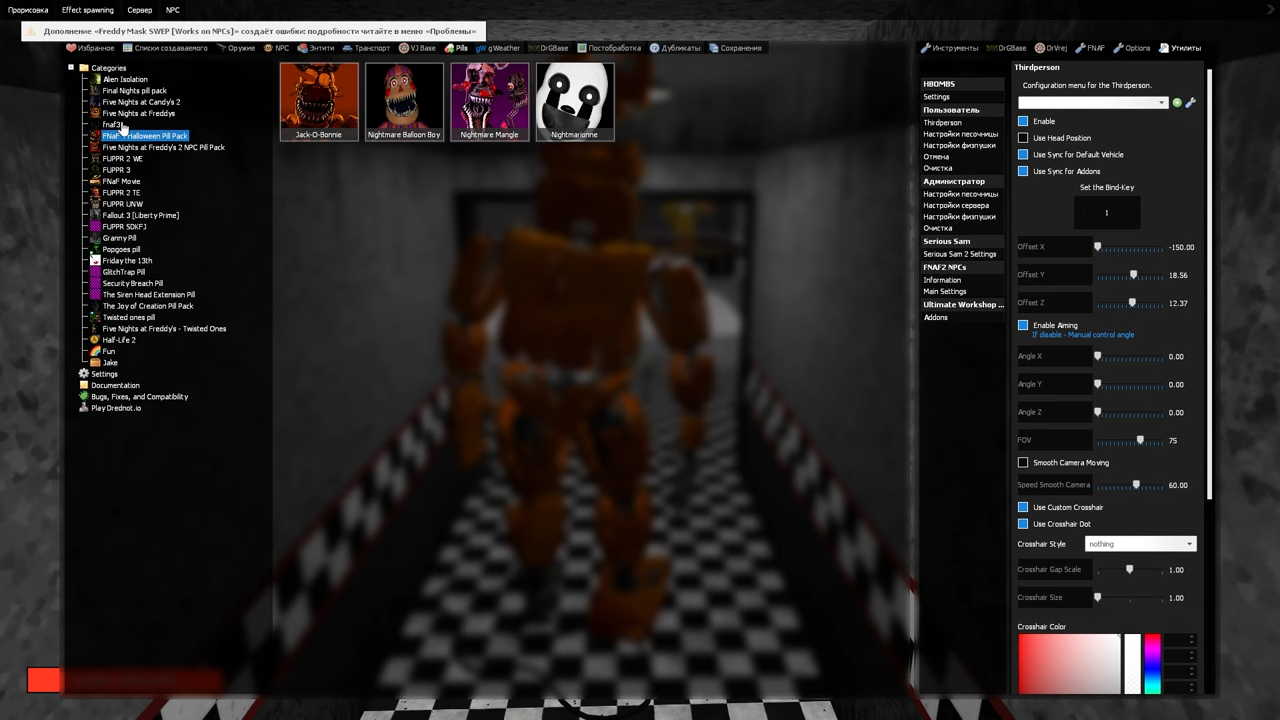 Прорисовка Effect spawning Сервер NPC
Дополнение «Freddy Mask SWEP [Works on NPCs]» создаёт ошибки: подробности читайте в меню «Проблемы»
Избранное Списки создаваемого Оружие NPC Энтити Транспорт VJ Base Pills gWeather DrGBase Постобработка Дубликаты Сохранения
Categories
Alien Isolation
Final Nights pill pack
Five Nights at Candy's 2
Five Nights at Freddys
Five Nights at Freddy's 2 NPC Pill Pack
FUPPR 2 WE
FUPPR 3
FNaF Movie
FUPPR 2 TE
FUPPR UNW
Fallout 3 [Liberty Prime]
FUPPR SDKFJ
Granny Pill
Popgoes pill
Friday the 13th
GlitchTrap Pill
Security Breach Pill
The Siren Head Extension Pill
The Joy of Creation Pill Pack
Twisted ones pill
Five Nights at Freddy's - Twisted Ones
Half-Life 2
Fun
Jake
Settings
Documentation
Bugs, Fixes, and Compatibility
Play Drednot.io
Jack-O-Bonnie
Nightmare Balloon Boy
Nightmare Mangle
Nightmarionne
Инструменты DrGBase DrVrej FNAF Options Утилиты
HBOMBS
Settings
Пользователь
Thirdperson
Настройки песочницы
Настройки физпушки
Отмена
Очистка
Администратор
Настройки песочницы
Настройки сервера
Настройки физпушки
Очистка
Serious Sam
Serious Sam 2 Settings
FNAF2 NPCs
Information
Main Settings
Ultimate Workshop ...
Addons
Thirdperson
Configuration menu for the Thirdperson.
Enable
Use Head Position
Use Sync for Default Vehicle
Use Sync for Addons
Set the Bind-Key
1
Offset X -150.00
Offset Y 18.56
Offset Z 12.37
Enable Aiming
If disable - Manual control angle
Angle X 0.00
Angle Y 0.00
Angle Z 0.00
FOV 75
Smooth Camera Moving
Speed Smooth Camera 60.00
Use Custom Crosshair
Use Crosshair Dot
Crosshair Style nothing
Crosshair Gap Scale 1.00
Crosshair Size 1.00
Crosshair Color